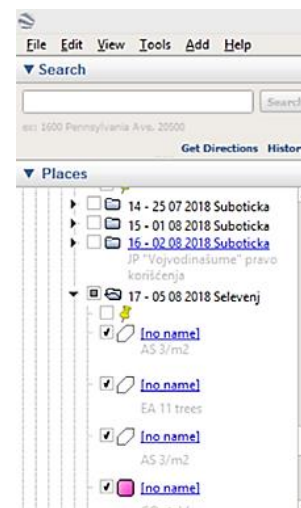 File Edit View Tools Add Help
Search
Search
ex: 1600 Pennsylvania Ave, 20500
Get Directions Histor
Places
14 - 25 07 2018 Suboticka
15 - 01 08 2018 Suboticka
16 - 02 08 2018 Suboticka
JP "Vojvodinašume" pravo
korišćenja
17 - 05 08 2018 Selevenj
[no name]
AS 3/m2
[no name]
EA 11 trees
[no name]
AS 3/m2
[no name]